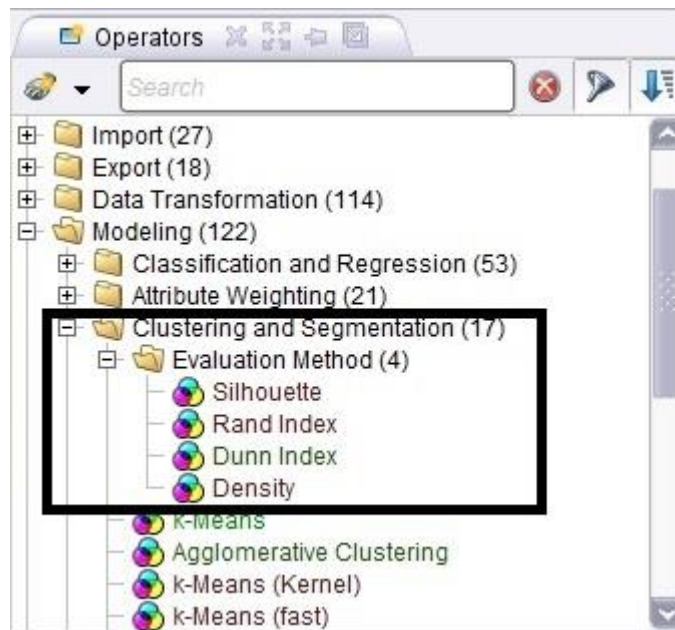 Operators
Search
Import (27)
Export (18)
Data Transformation (114)
Modeling (122)
Classification and Regression (53)
Attribute Weighting (21)
Clustering and Segmentation (17)
Evaluation Method (4)
Silhouette
Rand Index
Dunn Index
Density
k-Means
Agglomerative Clustering
k-Means (Kernel)
k-Means (fast)